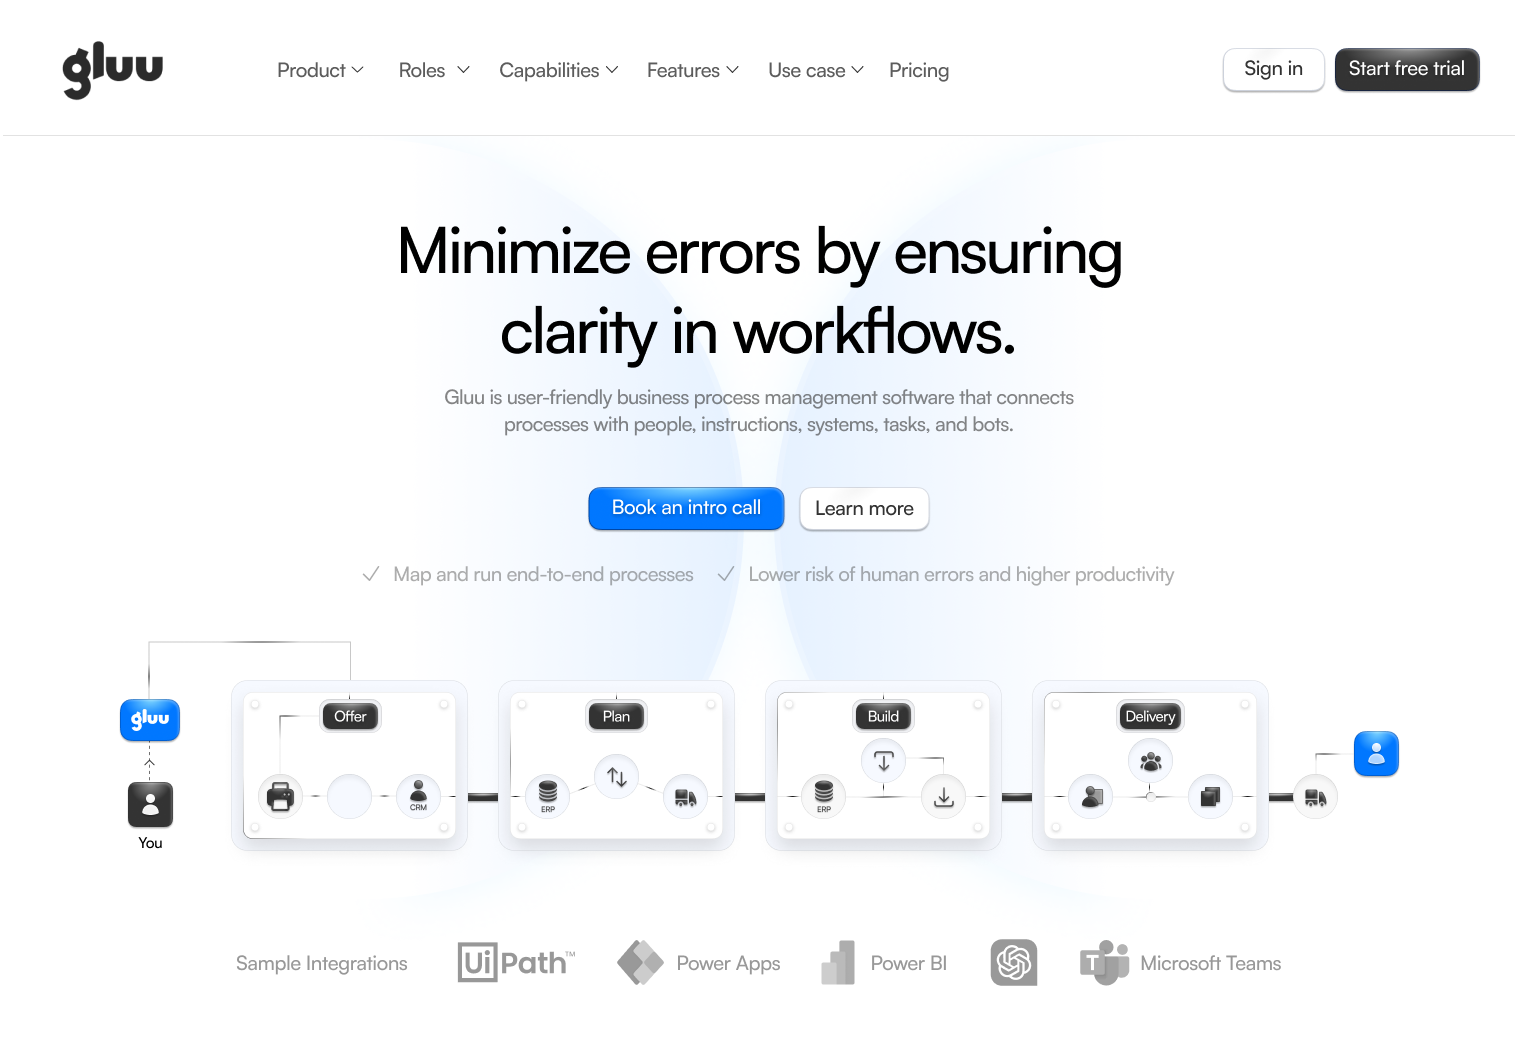 gluu
Product
Roles
Capabilities
Features
Use case
Pricing
Sign in
Start free trial
Minimize errors by ensuring
clarity in workflows.
Gluu is user-friendly business process management software that connects
processes with people, instructions, systems, tasks, and bots.
Book an intro call
Learn more
Map and run end-to-end processes
Lower risk of human errors and higher productivity
gluu
You
Offer
CRM
Plan
ERP
Build
ERP
Delivery
Sample Integrations
UiPath™
Power Apps
Power BI
T
Microsoft Teams